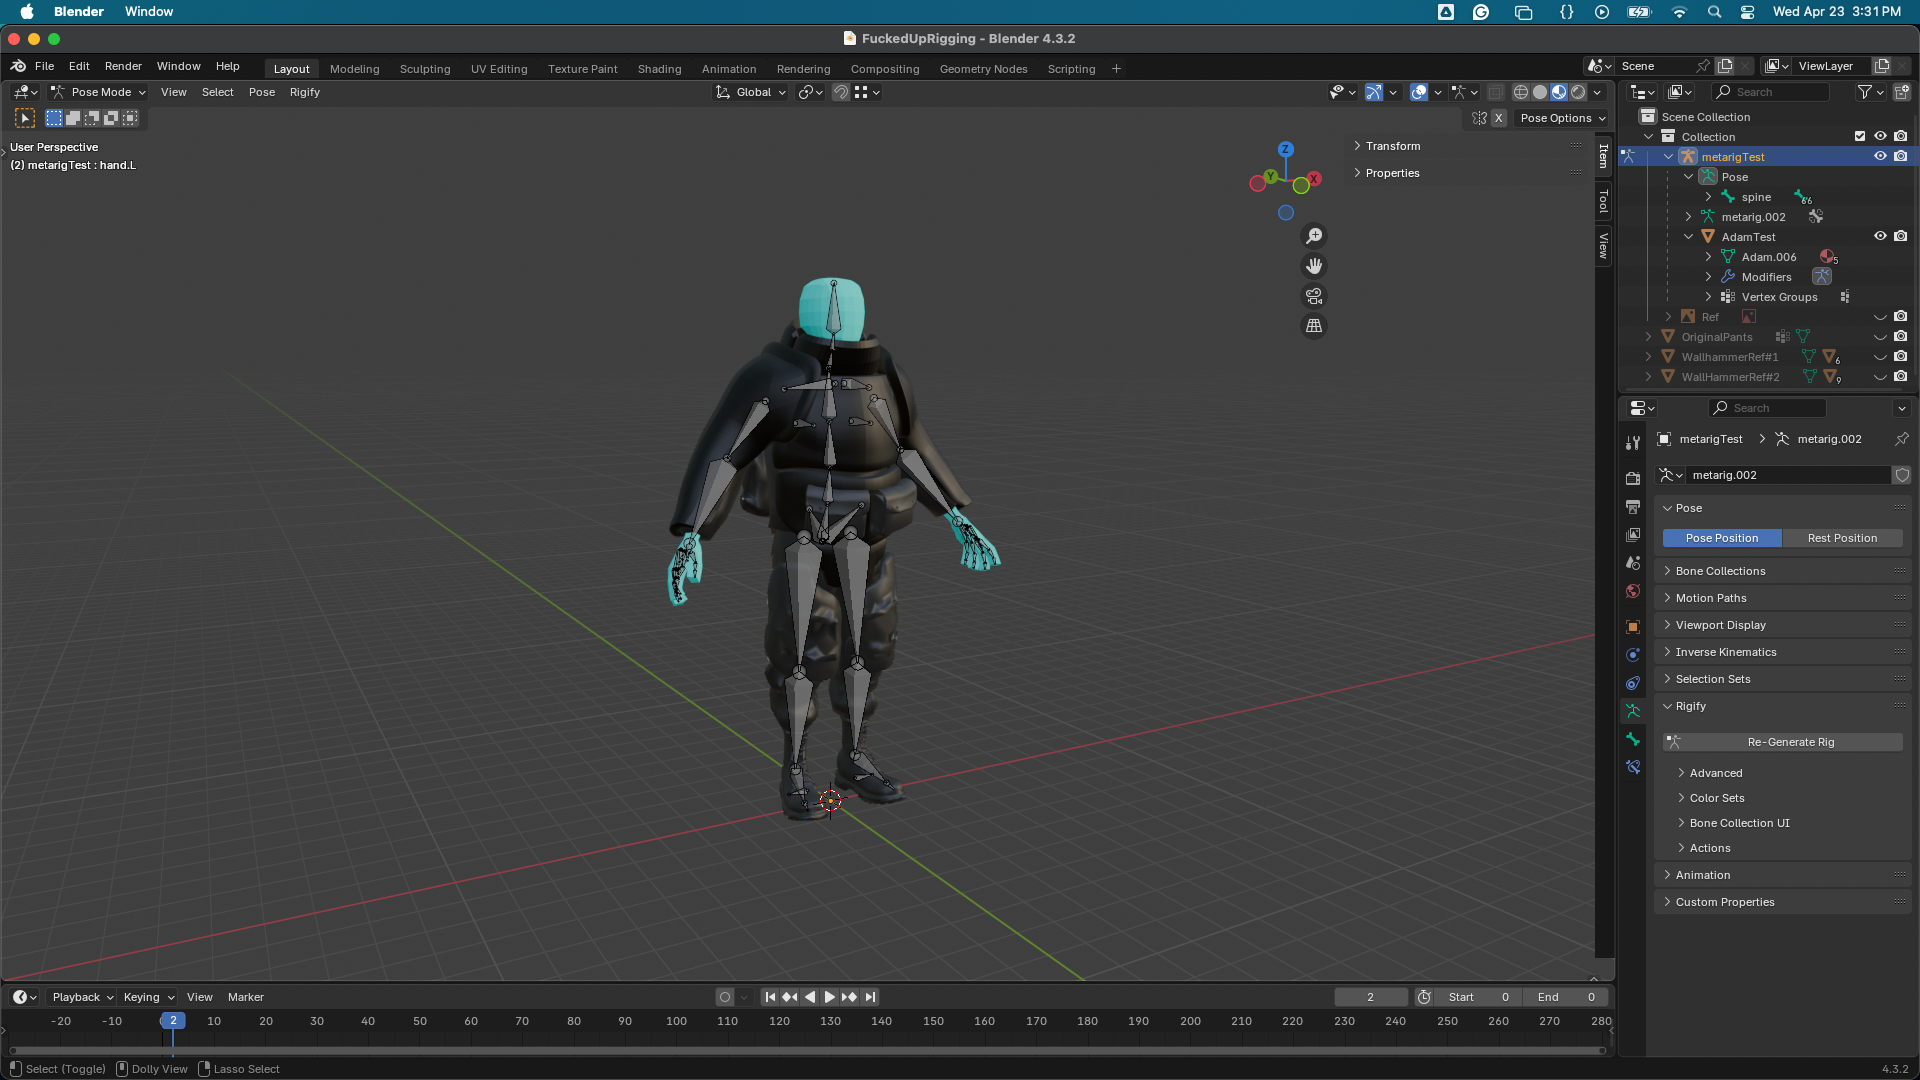 Blender Window Wed Apr 23 3:31 PM
FuckedUpRigging - Blender 4.3.2
File Edit Render Window Help Layout Modeling Sculpting UV Editing Texture Paint Shading Animation Rendering Compositing Geometry Nodes Scripting + Scene ViewLayer
Pose Mode View Select Pose Rigify Global Search
X Pose Options
User Perspective
(2) metarigTest : hand.L
Z
Y
X
Transform
Properties
Item
Tool
View
Scene Collection
Collection
metarigTest
Pose
spine 66
metarig.002
AdamTest
Adam.006 5
Modifiers
Vertex Groups
Ref
OriginalPants
WallhammerRef#1 6
WallHammerRef#2 9
Search
metarigTest > metarig.002
metarig.002
Pose
Pose Position Rest Position
Bone Collections
Motion Paths
Viewport Display
Inverse Kinematics
Selection Sets
Rigify
Re-Generate Rig
Advanced
Color Sets
Bone Collection UI
Actions
Animation
Custom Properties
Playback Keying View Marker 2 Start 0 End 0
-20 -10 2 10 20 30 40 50 60 70 80 90 100 110 120 130 140 150 160 170 180 190 200 210 220 230 240 250 260 270 280
Select (Toggle) Dolly View Lasso Select 4.3.2